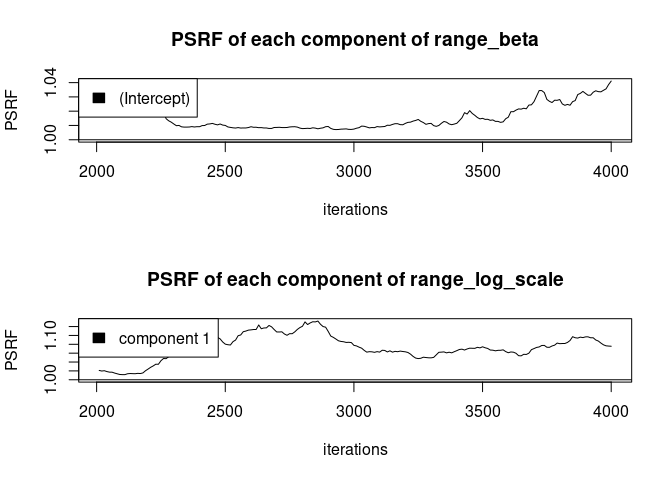 PSRF of each component of range_beta
PSRF
1.04
1.00
(Intercept)
2000 2500 3000 3500 4000
iterations
PSRF of each component of range_log_scale
PSRF
1.10
1.00
component 1
2000 2500 3000 3500 4000
iterations